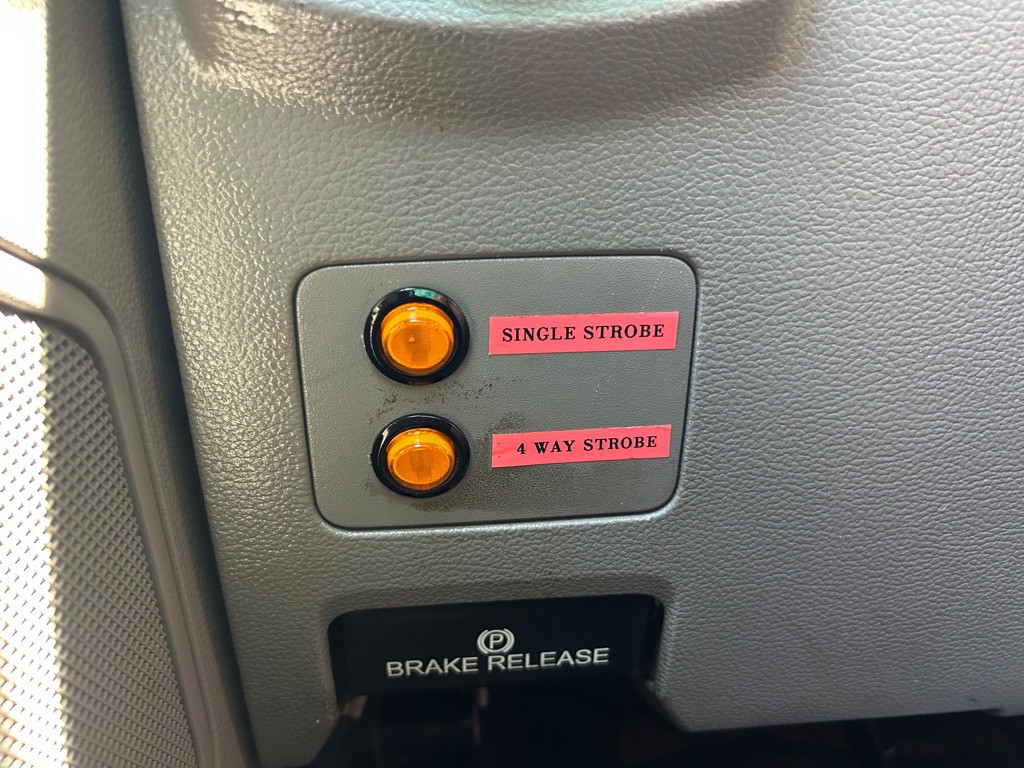 SINGLE STROBE
4 WAY STROBE
P
BRAKE RELEASE